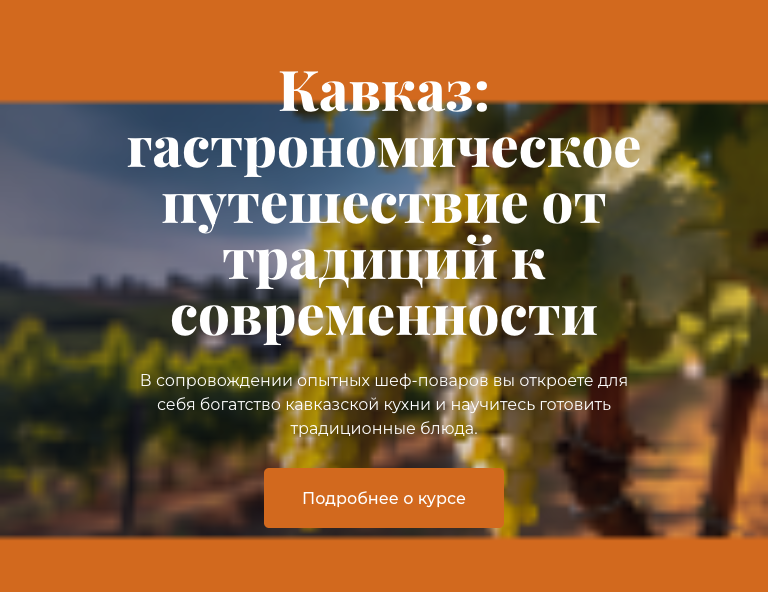 Кавказ:
гастрономическое
путешествие от
традиций к
современности
В сопровождении опытных шеф-поваров вы откроете для
себя богатство кавказской кухни и научитесь готовить
традиционные блюда.
Подробнее о курсе